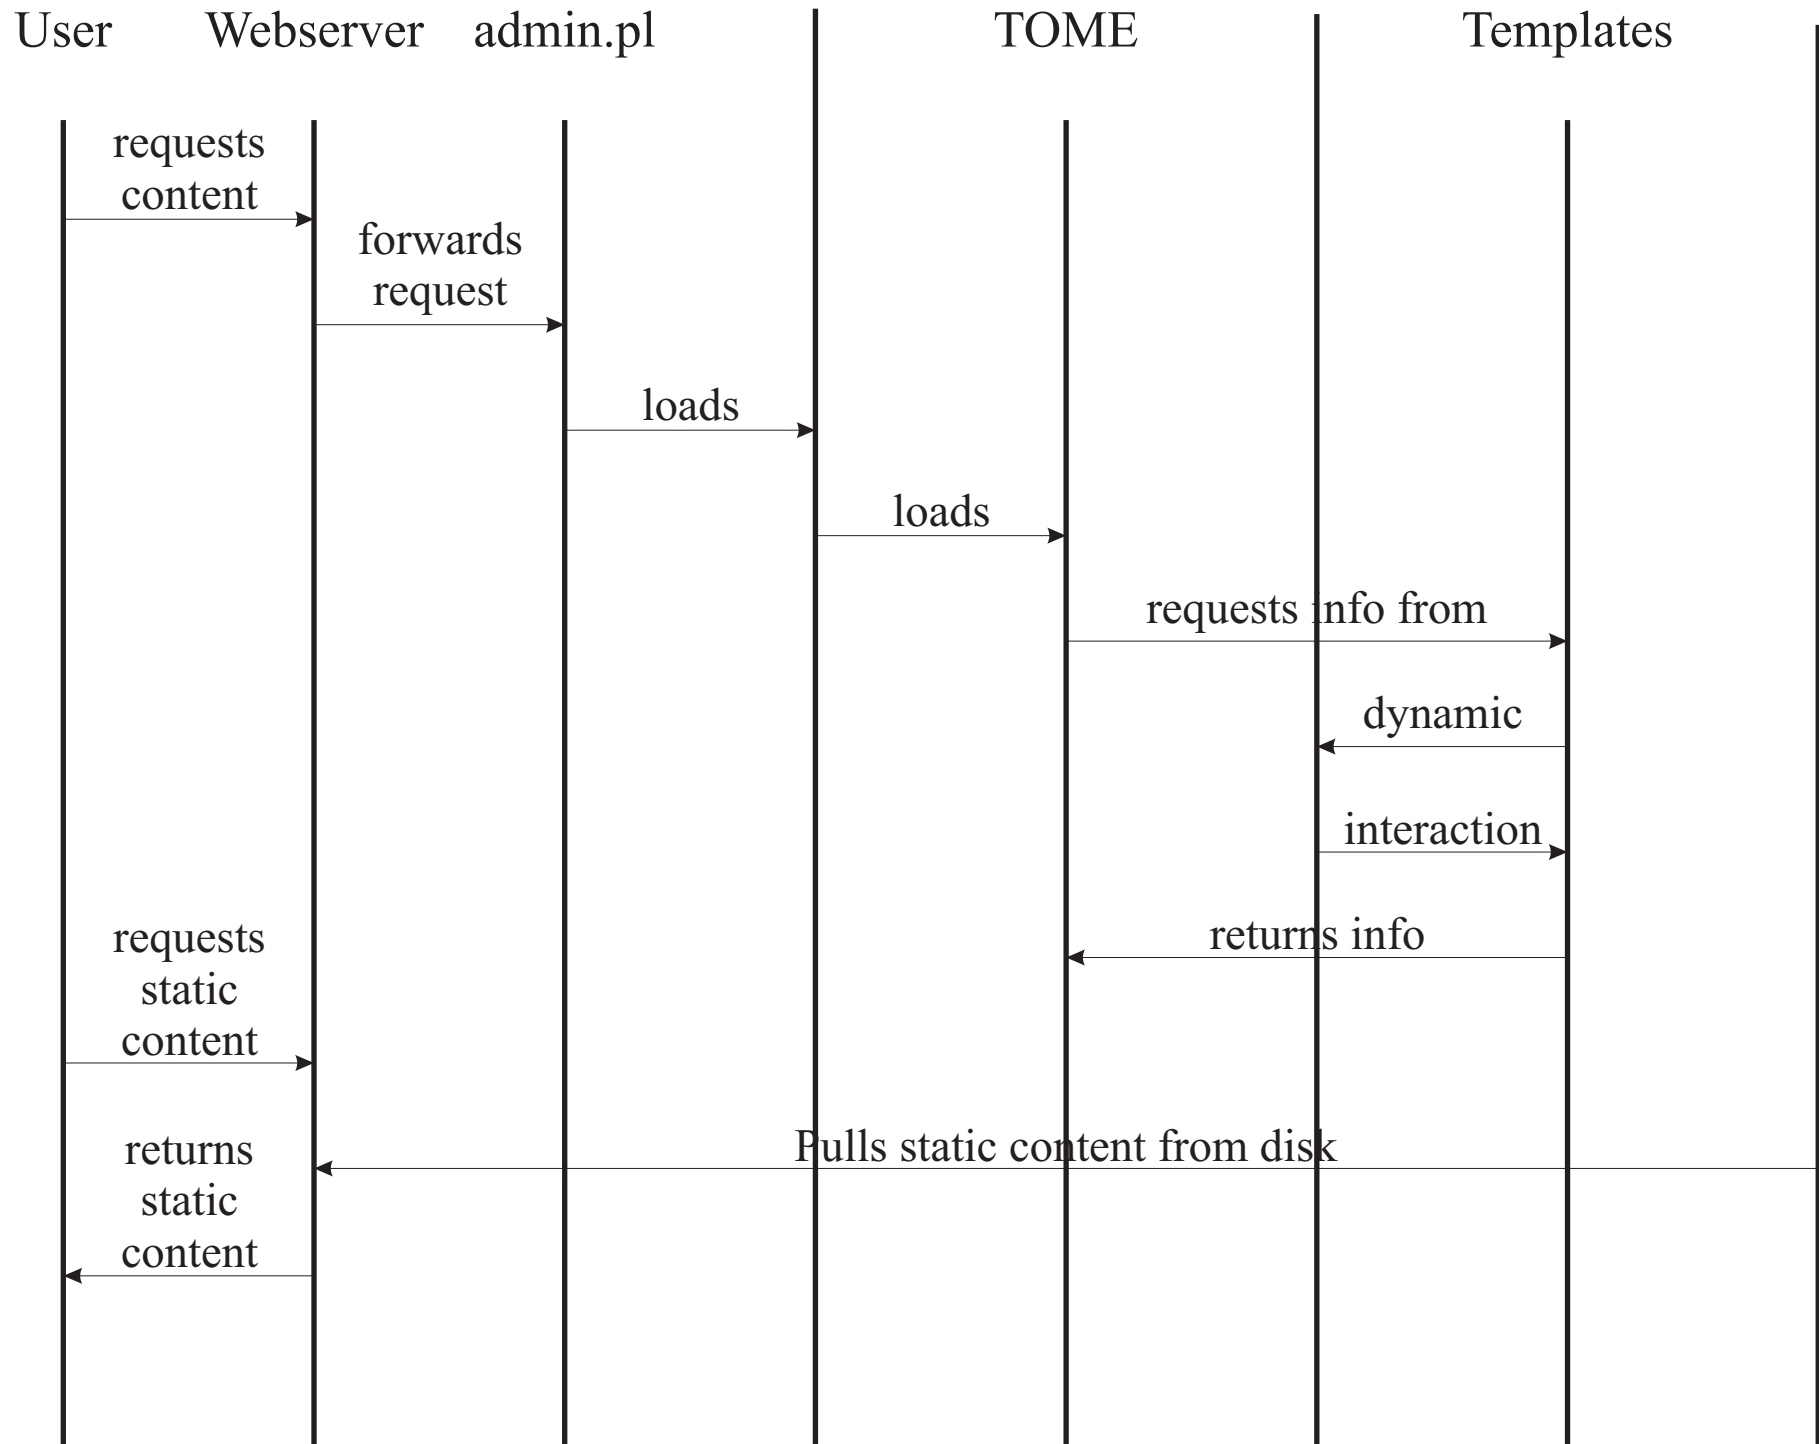 User Webserver admin.pl TOME Templates
requests
content
forwards
request
loads
loads
requests info from
dynamic
interaction
returns info
requests
static
content
Pulls static content from disk
returns
static
content